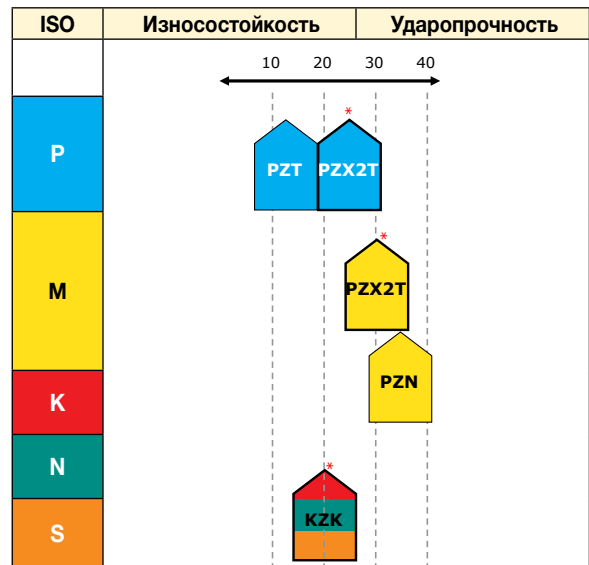 ISO Износостойкость Ударопрочность
10 20 30 40
*
P PZT PZX2T
*
M PZX2T
PZN
K
N
*
KZK
S